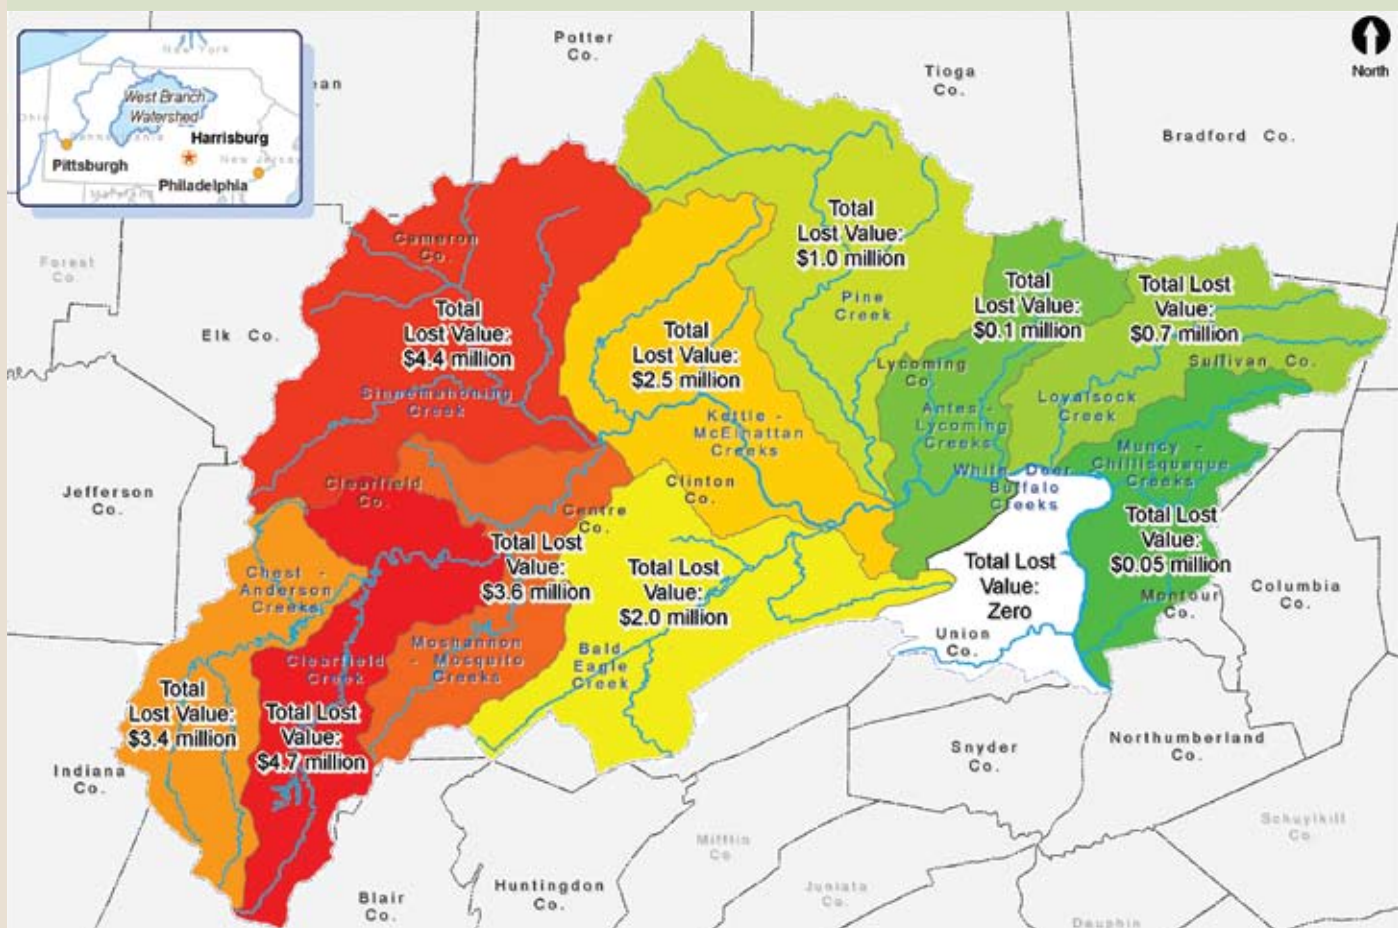 New York
West Branch
Watershed
Ohio
Pennsylvania
Harrisburg
Pittsburgh
New Jersey
Philadelphia
Maryland
ean
Potter
Co.
Tioga
Co.
North
Bradford Co.
Forest
Co.
Cameron
Co.
Total
Lost Value:
$1.0 million
Pine
Creek
Elk Co.
Total
Lost Value:
$4.4 million
Sinnemahoning
Creek
Total
Lost Value:
$2.5 million
Kettle -
McElhattan
Creeks
Total
Lost Value:
$0.1 million
Total Lost
Value:
$0.7 million
Sullivan Co.
Lycoming
Co.
Antes -
Lycoming
Creeks
Loyalsock
Creek
Muncy -
Chillisquaque
Creeks
White Deer
Buffalo
Creeks
Jefferson
Co.
Clearfield
Co.
Clinton
Co.
Centre
Co.
Total Lost
Value:
$3.6 million
Total Lost
Value:
$2.0 million
Total Lost
Value:
Zero
Total Lost
Value:
$0.05 million
Columbia
Co.
Montour
Co.
Union
Co.
Chest -
Anderson
Creeks
Clearfield
Creek
Moshannon
- Mosquito
Creeks
Bald
Eagle
Creek
Total
Lost Value:
$3.4 million
Total Lost
Value:
$4.7 million
Indiana
Co.
Snyder
Co.
Northumberland
Co.
Schuylkill
Co
Mifflin
Co
Juniata
Co.
Blair
Co.
Huntingdon
Co.
Dauphin